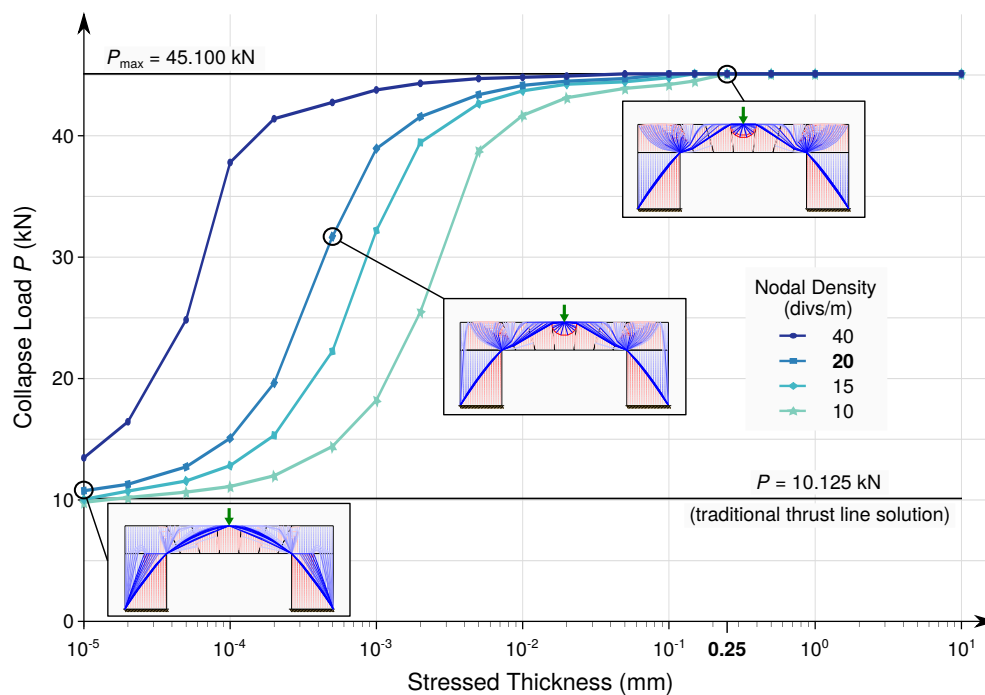 P_max = 45.100 kN
40
30
20
10
0
Collapse Load P (kN)
Nodal Density
(divs/m)
40
20
15
10
P = 10.125 kN
(traditional thrust line solution)
10^-5
10^-4
10^-3
10^-2
10^-1
0.25
10^0
10^1
Stressed Thickness (mm)